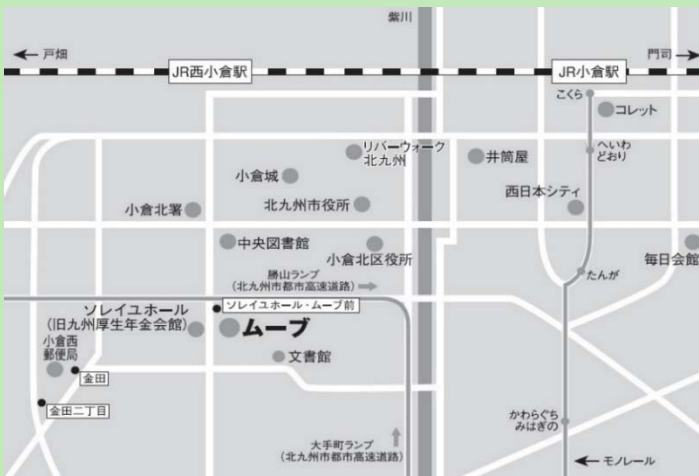 紫川
戸畑
門司
JR西小倉駅
JR小倉駅
こくら
コレット
リバーウォーク
北九州
井筒屋
へいわ
どおり
小倉城
西日本シティ
小倉北署
北九州市役所
中央図書館
小倉北区役所
毎日会館
たんが
勝山ランプ
(北九州市都市高速道路)
ソレイユホール・ムーブ前
ソレイユホール
(旧九州厚生年金会館)
ムーブ
小倉西
郵便局
文書館
金田
金田二丁目
かわらぐち
みはぎの
大手町ランプ
(北九州市都市高速道路)
モノレール